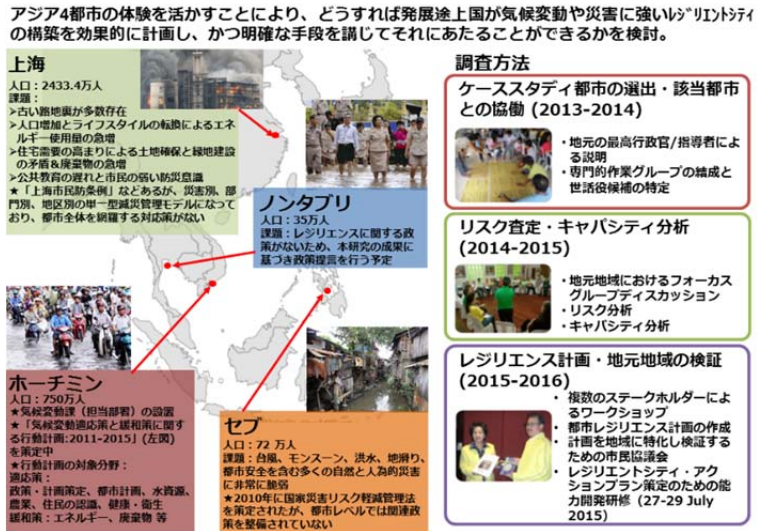 アジア4都市の体験を活かすことにより、どうすれば発展途上国が気候変動や災害に強いﾚｼﾞﾘｴﾝﾄｼﾃｨ
の構築を効果的に計画し、かつ明確な手段を講じてそれにあたることができるかを検討。
上海
人口：2433.4万人
課題：
➢古い路地裏が多数存在
➢人口増加とライフスタイルの転換によるエネ
ルギー使用量の急増
➢住宅需要の高まりによる土地確保と緑地建設
の矛盾＆廃棄物の急増
➢公共教育の遅れと市民の弱い防災意識
★「上海市民防条例」などあるが、災害別、部
門別、地区別の単一型減災管理モデルになって
おり、都市全体を網羅する対応策がない
ノンタブリ
人口：35万人
課題：レジリエンスに関する政
策がないため、本研究の成果に
基づき政策提言を行う予定
ホーチミン
人口：750万人
★気候変動課（担当部署）の設置
★「気候変動適応策と緩和策に関す
る行動計画:2011-2015」(左図)
を策定中
★行動計画の対象分野：
適応策：
政策・計画策定、都市計画、水資源、
農業、住民の認識、健康・衛生
緩和策：エネルギー、廃棄物 等
セブ
人口：72 万人
課題：台風、モンスーン、洪水、地滑り、
都市安全を含む多くの自然と人為的災害
に非常に脆弱
★2010年に国家災害リスク軽減管理法
を策定されたが、都市レベルでは関連政
策を整備されていない
調査方法
ケーススタディ都市の選出・該当都市
との協働 (2013-2014)
・地元の最高行政官/指導者によ
る説明
・専門的作業グループの結成と
世話役候補の特定
リスク査定・キャパシティ分析
(2014-2015)
・地元地域におけるフォーカス
グループディスカッション
・リスク分析
・キャパシティ分析
レジリエンス計画・地元地域の検証
(2015-2016)
・ 複数のステークホルダーによ
るワークショップ
・ 都市レジリエンス計画の作成
・ 計画を地域に特化し検証する
ための市民協議会
・ レジリエントシティ・アク
ションプラン策定のための能
力開発研修（27-29 July
2015)